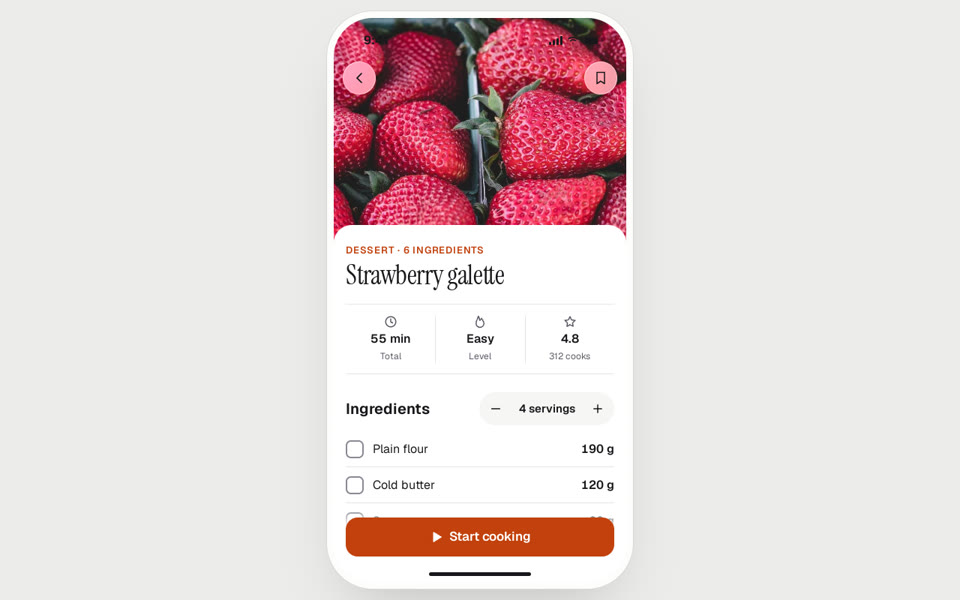 DESSERT · 6 INGREDIENTS
Strawberry galette
55 min
Total
Easy
Level
4.8
312 cooks
Ingredients
− 4 servings +
Plain flour 190 g
Cold butter 120 g
Start cooking